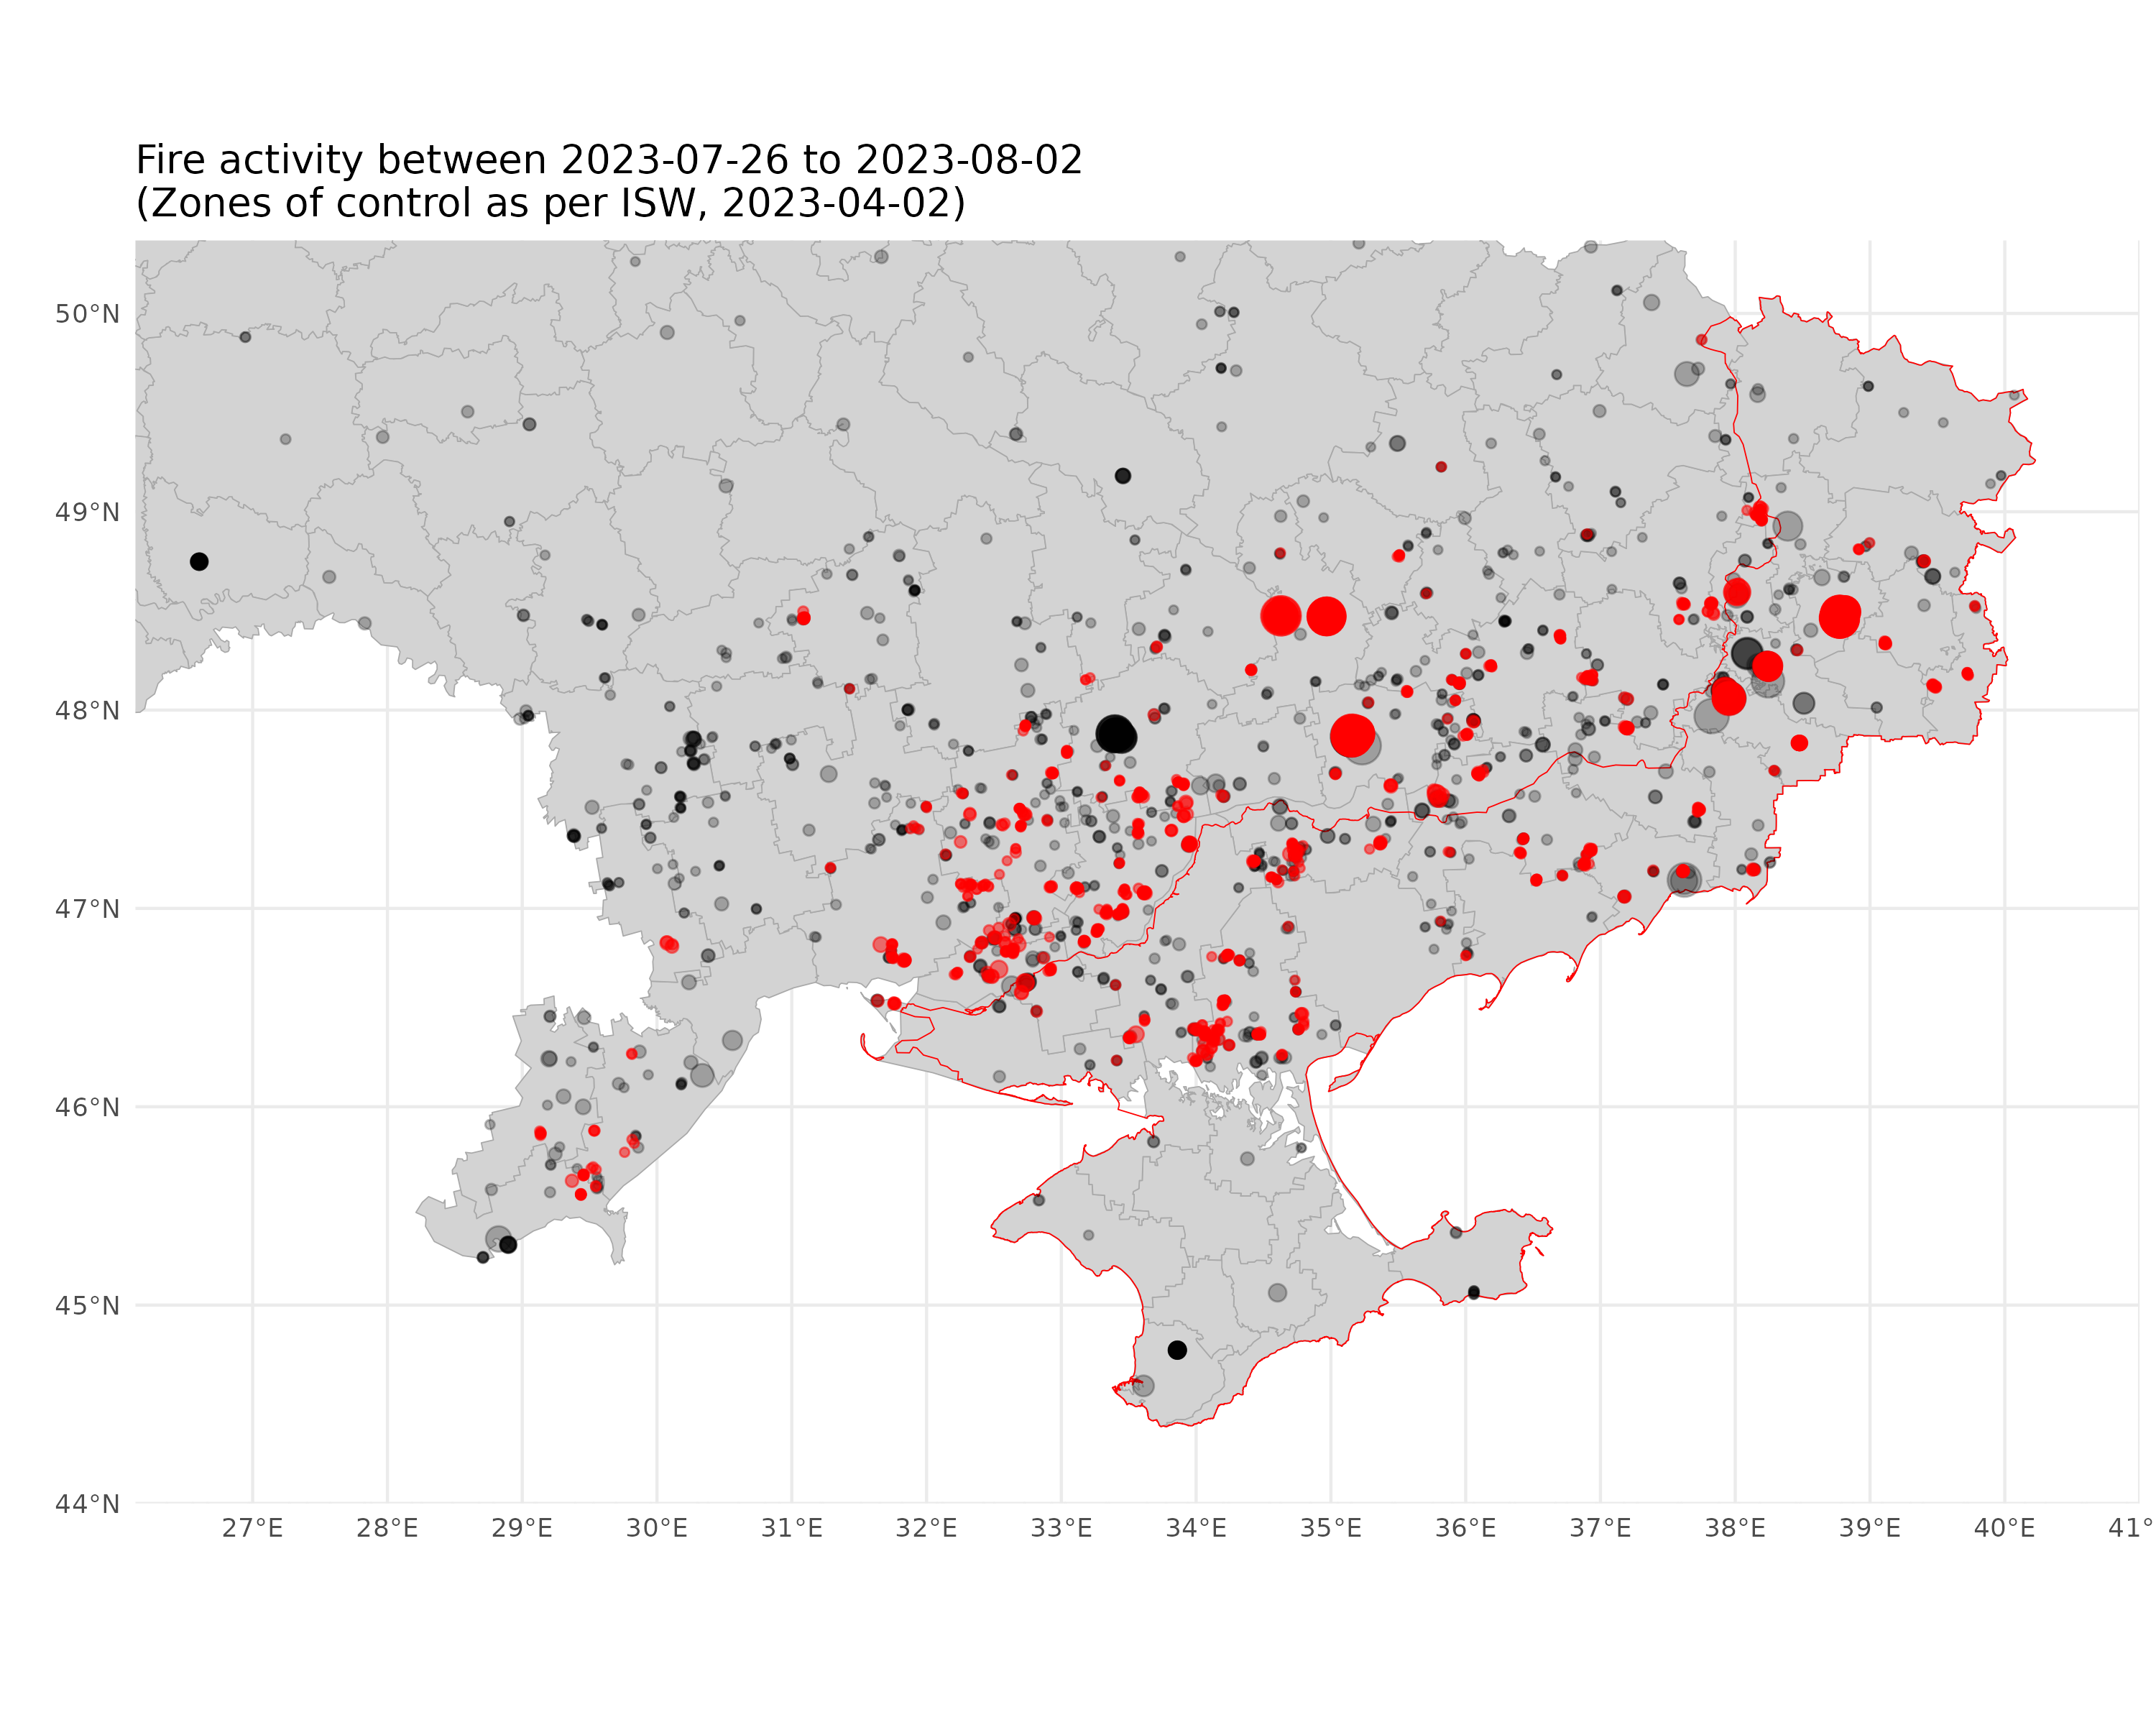 Fire activity between 2023-07-26 to 2023-08-02
(Zones of control as per ISW, 2023-04-02)
50°N
49°N
48°N
47°N
46°N
45°N
44°N
27°E 28°E 29°E 30°E 31°E 32°E 33°E 34°E 35°E 36°E 37°E 38°E 39°E 40°E 41°